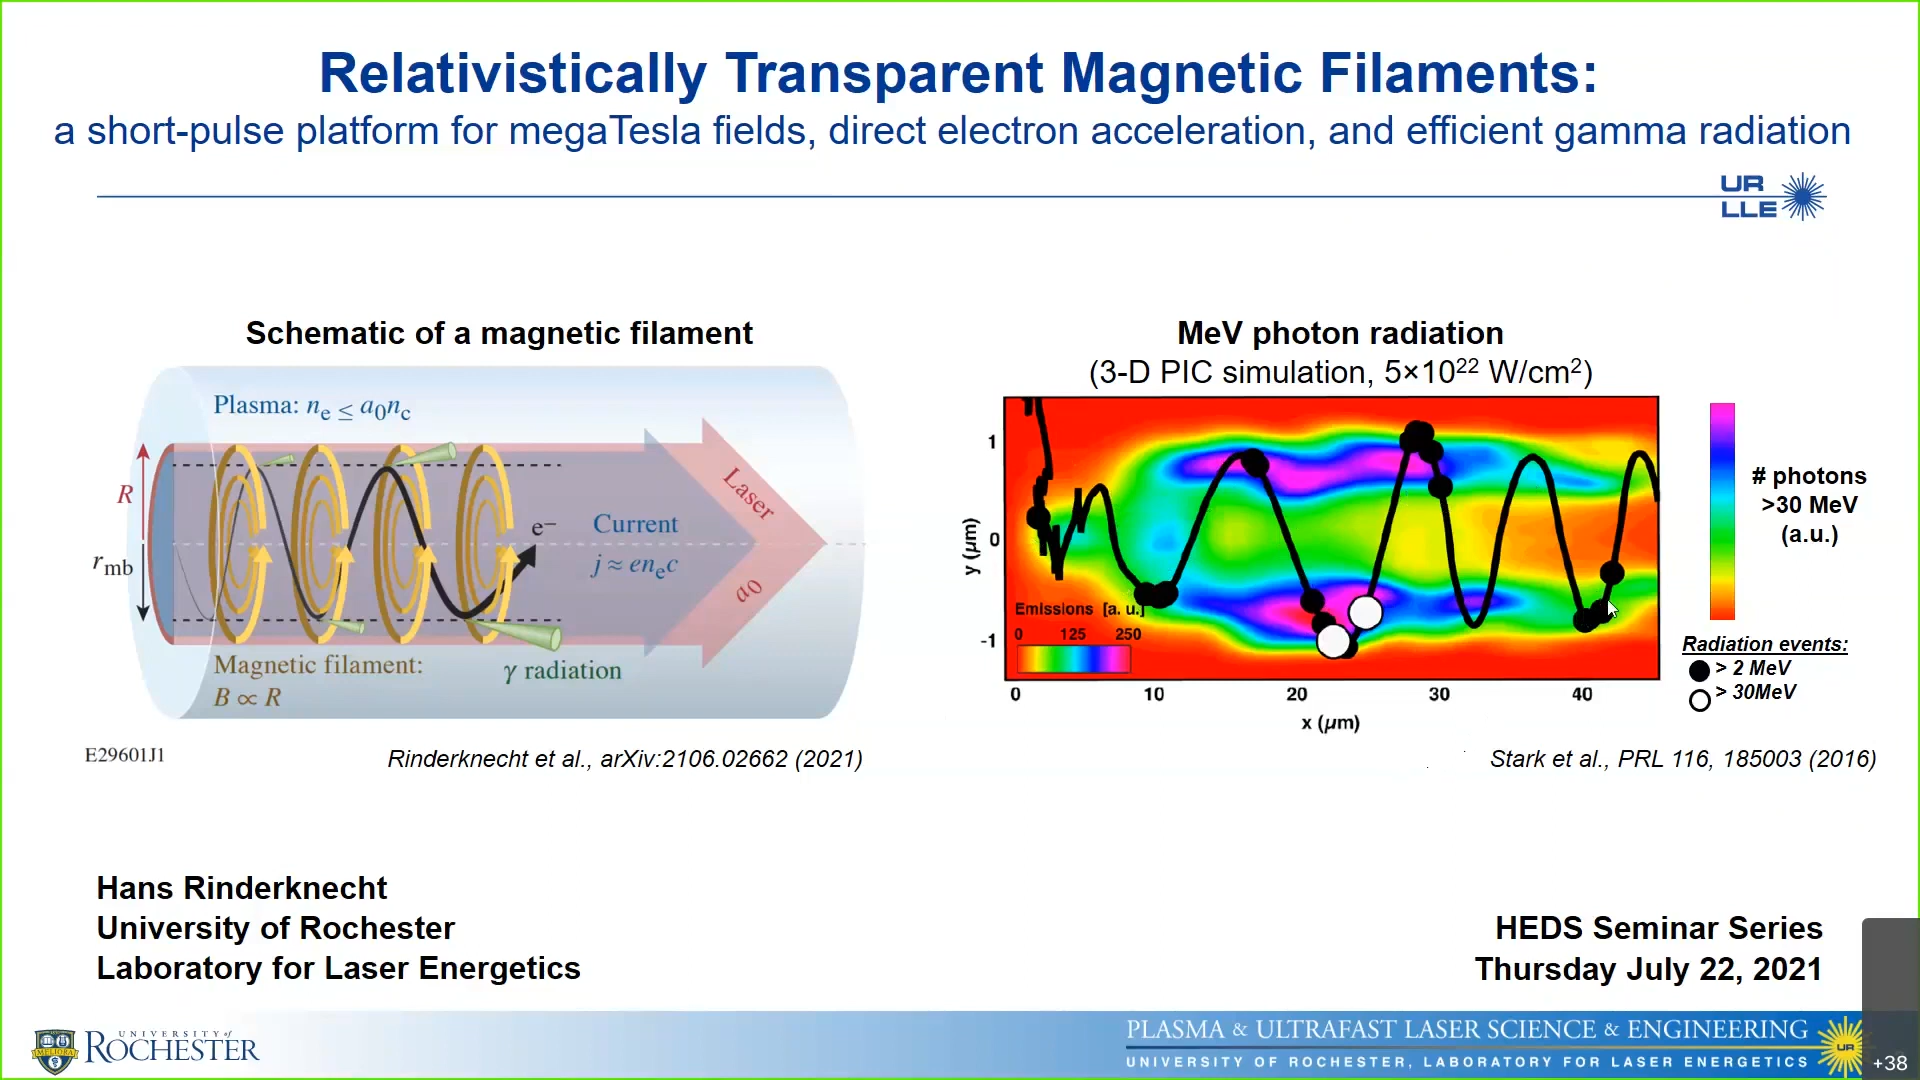 Relativistically Transparent Magnetic Filaments:
a short-pulse platform for megaTesla fields, direct electron acceleration, and efficient gamma radiation
UR
LLE
Schematic of a magnetic filament
Plasma: nₑ ≤ a₀n_c
R
r_mb
e⁻
Current
j ≈ en_ec
Laser
a₀
Magnetic filament:
B ∝ R
γ radiation
E29601J1
Rinderknecht et al., arXiv:2106.02662 (2021)
MeV photon radiation
(3-D PIC simulation, 5×10²² W/cm²)
1
0
-1
y (μm)
Emissions [a. u.]
0 125 250
0 10 20 30 40
x (μm)
# photons
>30 MeV
(a.u.)
Radiation events:
> 2 MeV
> 30MeV
Stark et al., PRL 116, 185003 (2016)
Hans Rinderknecht
University of Rochester
Laboratory for Laser Energetics
HEDS Seminar Series
Thursday July 22, 2021
UNIVERSITY of
ROCHESTER
MELIORA
PLASMA & ULTRAFAST LASER SCIENCE & ENGINEERING
UNIVERSITY OF ROCHESTER, LABORATORY FOR LASER ENERGETICS
UR
+38